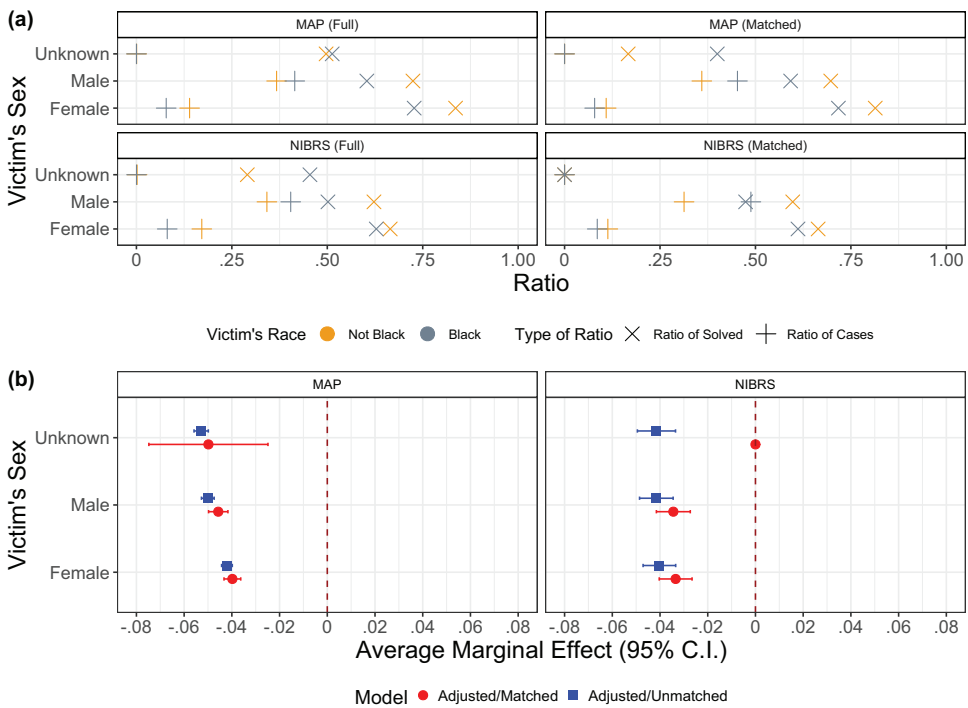 (a)
MAP (Full) MAP (Matched)
Unknown
Male
Female
NIBRS (Full) NIBRS (Matched)
Unknown
Male
Female
Victim's Sex
0 .25 0.50 0.75 1.00 0 .25 0.50 0.75 1.00
Ratio
Victim's Race Not Black Black Type of Ratio Ratio of Solved Ratio of Cases
(b)
MAP NIBRS
Unknown
Male
Female
Victim's Sex
-.08 -.06 -.04 -.02 0 .02 .04 .06 .08 -.08 -.06 -.04 -.02 0 .02 .04 .06 .08
Average Marginal Effect (95% C.I.)
Model Adjusted/Matched Adjusted/Unmatched